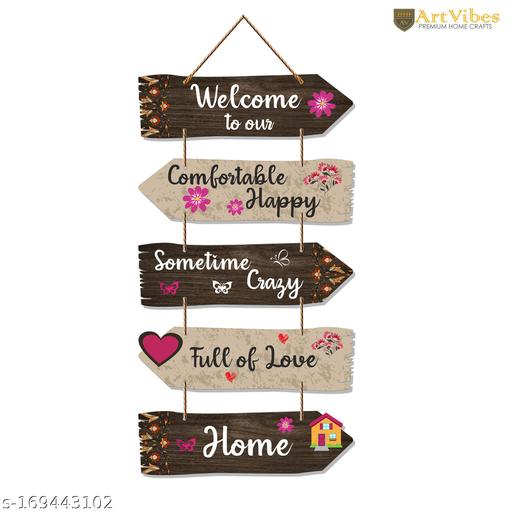 ArtVibes
PREMIUM HOME CRAFTS
Welcome
to our
Comfortable
Happy
Sometime
Crazy
Full of Love
Home
s-169443102